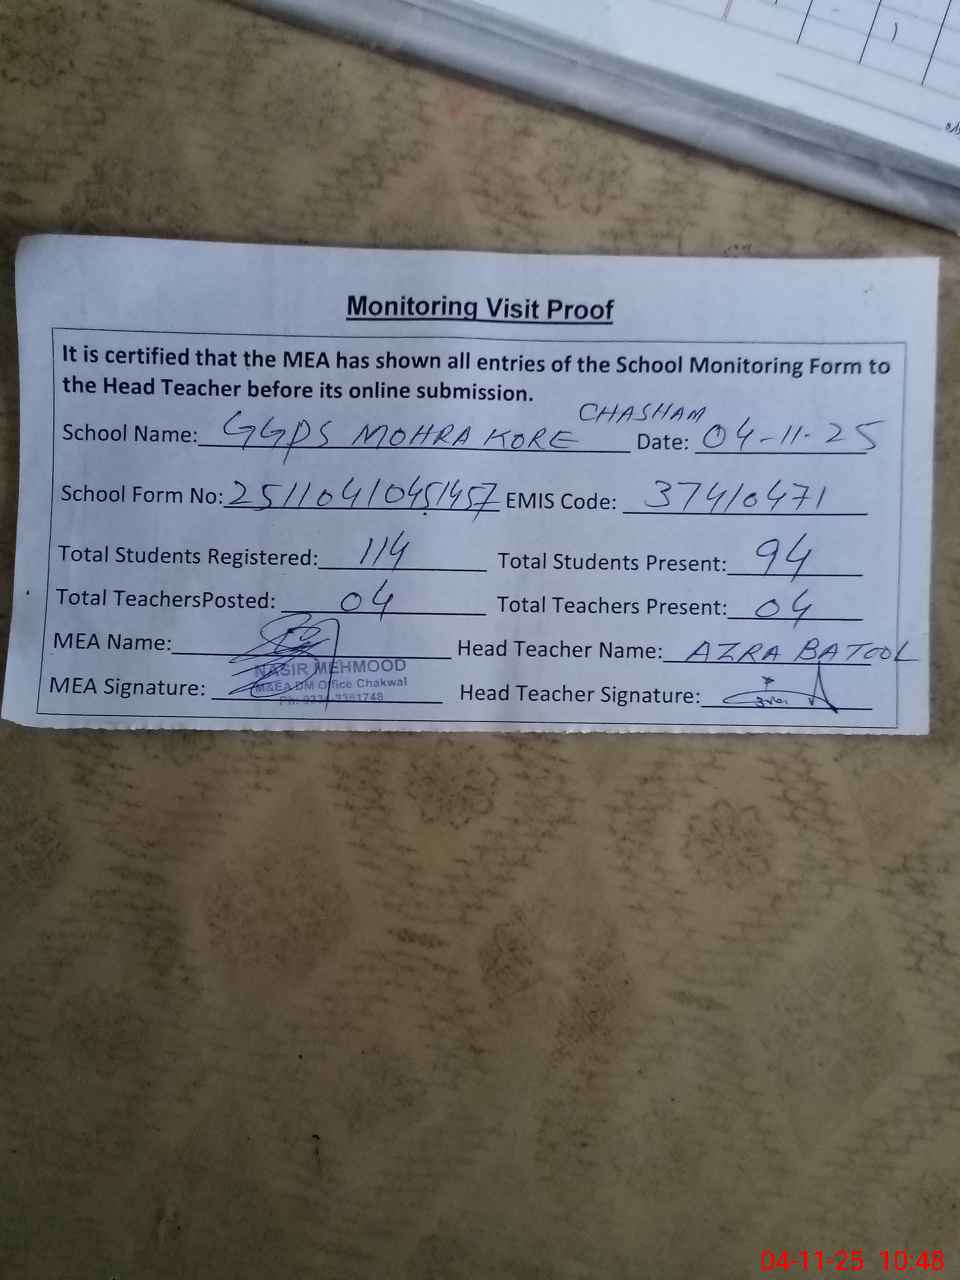 Monitoring Visit Proof
It is certified that the MEA has shown all entries of the School Monitoring Form to
the Head Teacher before its online submission.
School Name: GGPS MOHRA KORE CHASHAM Date: 04-11-25
School Form No: 25110410451457 EMIS Code: 37410471
Total Students Registered: 114 Total Students Present: 94
Total TeachersPosted: 04 Total Teachers Present: 04
MEA Name: Head Teacher Name: AZRA BATOOL
NASIR MEHMOOD
MEA Signature: Head Teacher Signature:
M&EA DM Office Chakwal
04-11-25 10:48